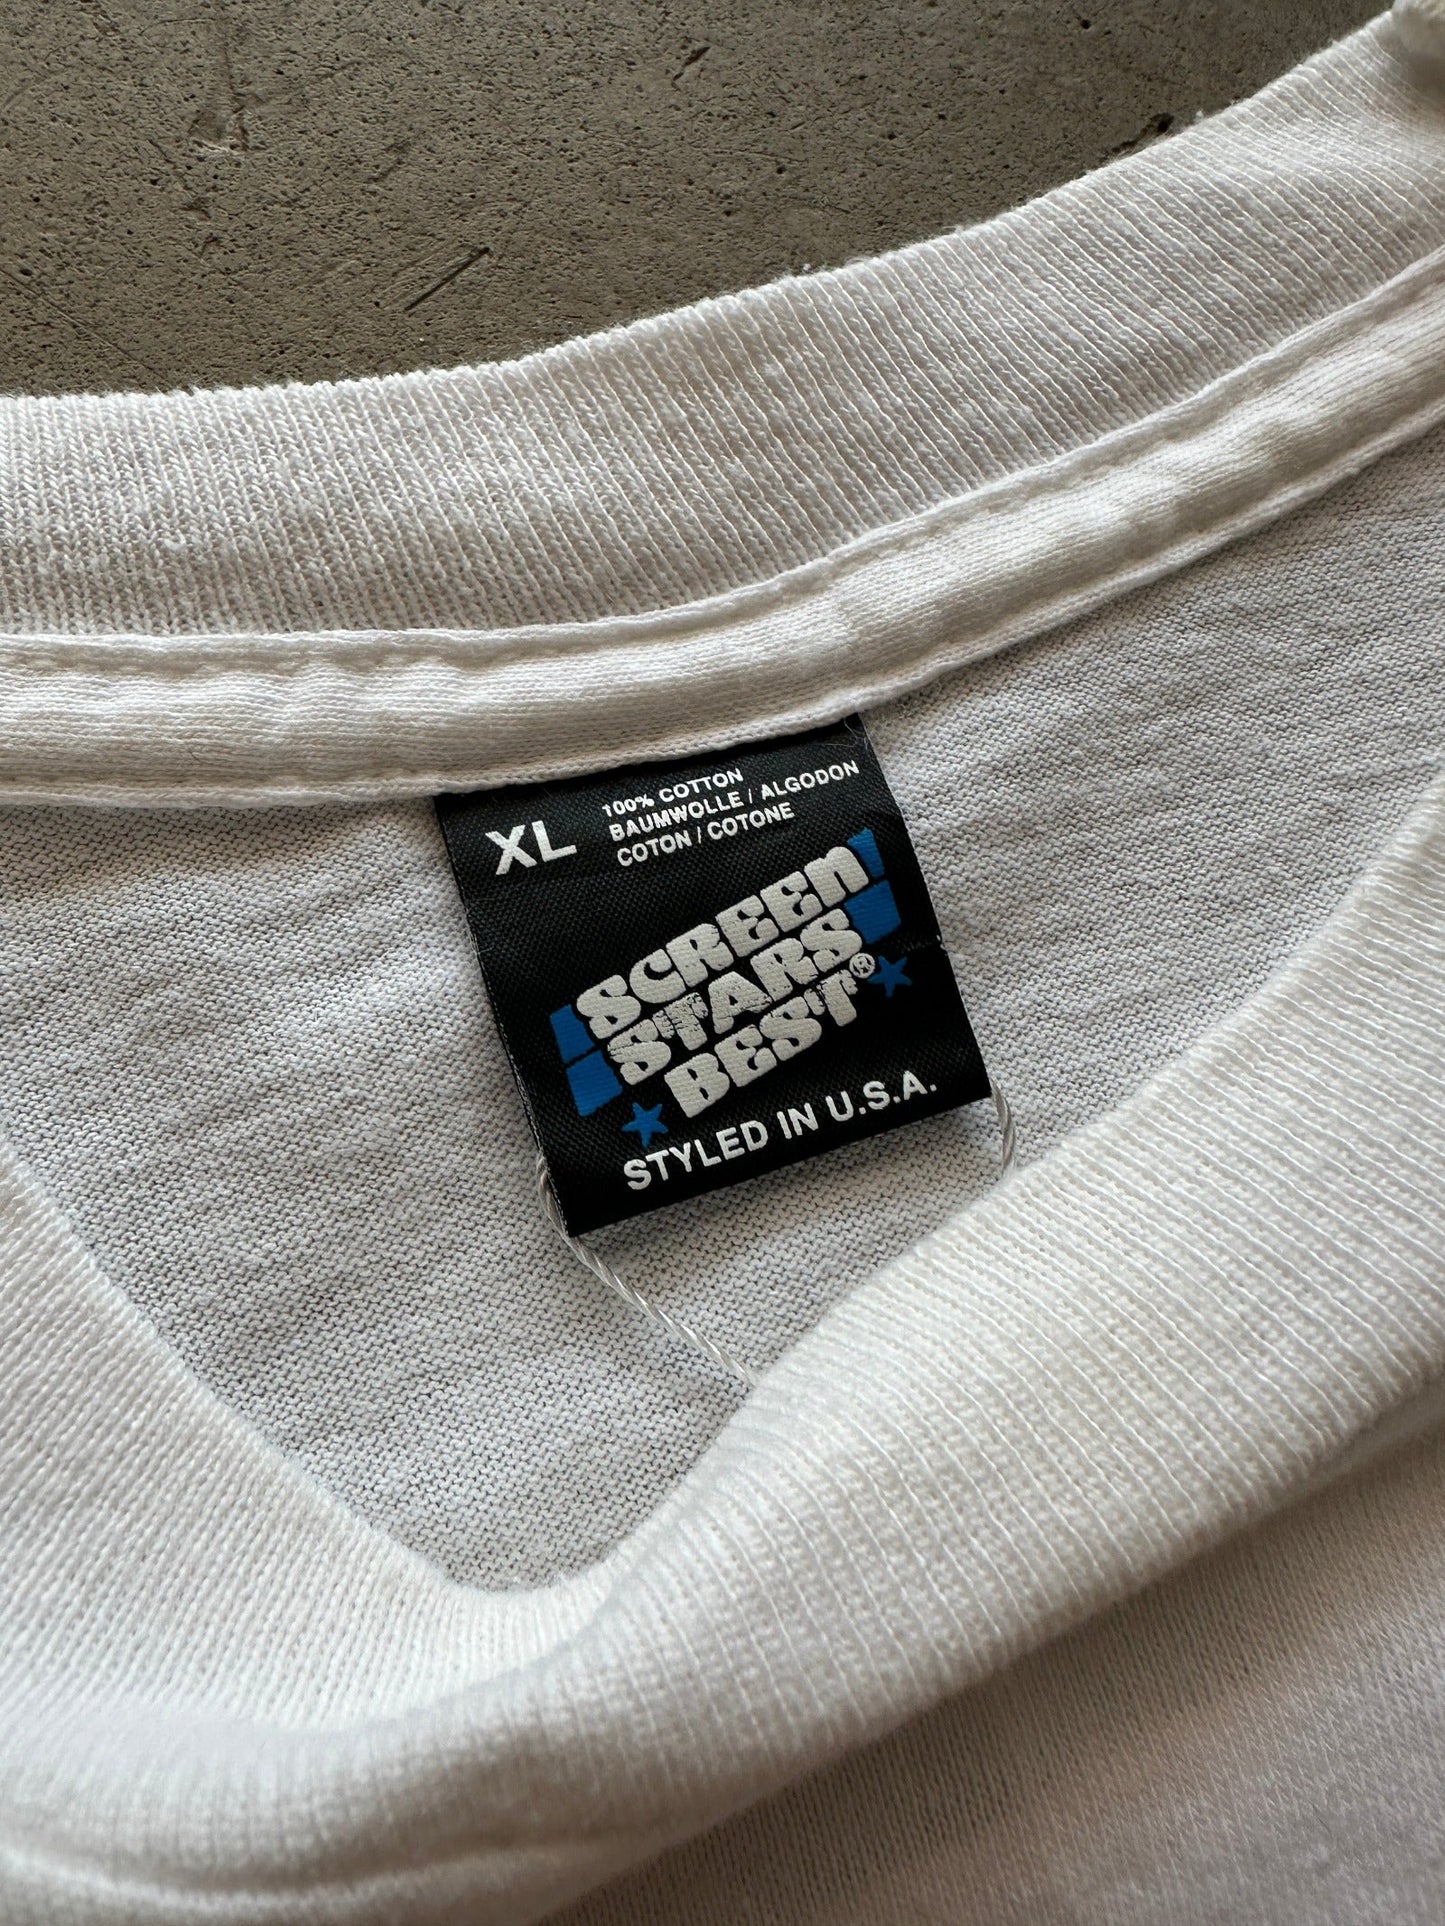 XL
100% COTTON
BAUMWOLLE / ALGODON
COTON / COTONE
SCREEN
STARS
BEST®
STYLED IN U.S.A.